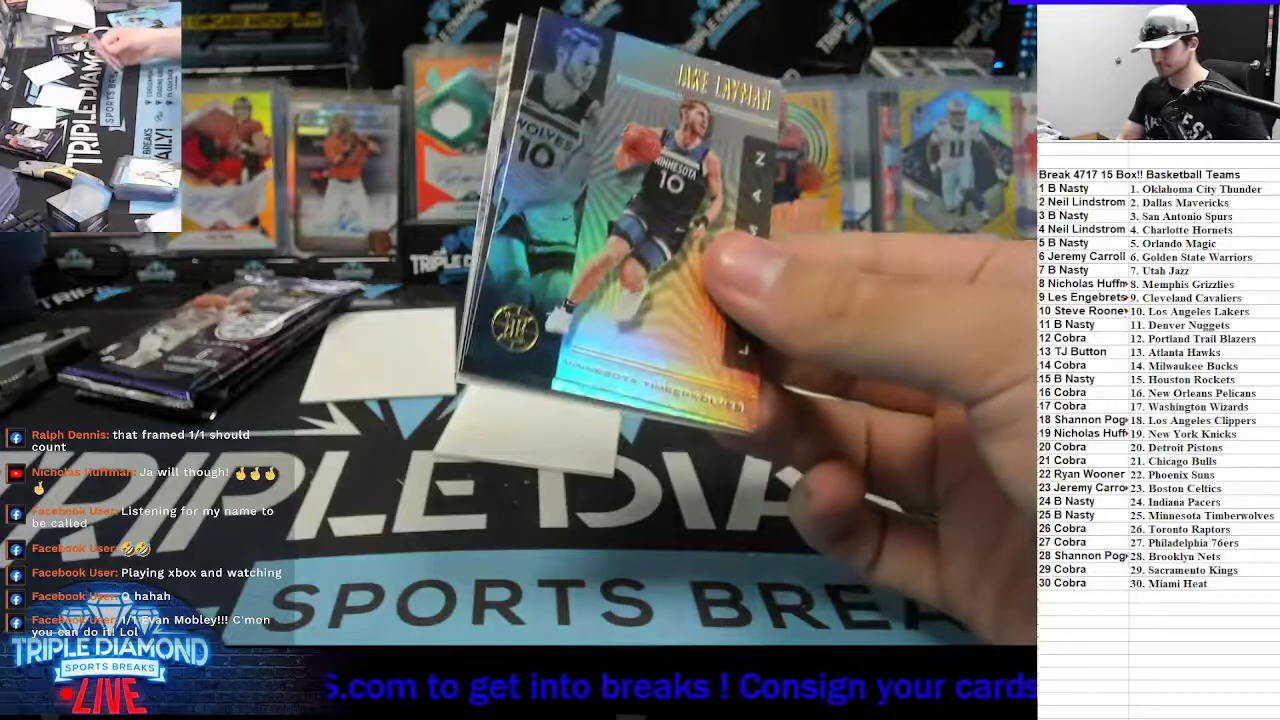 JAKE LAYMAN
WOLVES
10
MINNESOTA
10
MINNESOTA TIMBERWOLVES
11
TRIPLE DIAMOND
SPORTS BREA
TRIPLE DIA
SPORTS BREA
Ralph Dennis: that framed 1/1 should
count
Nicholas Huffman: Ja will though! 🤞🤞🤞
🤞
Facebook User: Listening for my name to
be called
Facebook User: 🤣🤣
Facebook User: Playing xbox and watching
Facebook User: O hahah
Facebook User: 1/1 Evan Mobley!!! C'mon
you can do it! Lol
TRIPLE DIAMOND
SPORTS BREAKS
LIVE
S.com to get into breaks ! Consign your cards
Break 4717 15 Box!! Basketball Teams
1 B Nasty 1. Oklahoma City Thunder
2 Neil Lindstrom 2. Dallas Mavericks
3 B Nasty 3. San Antonio Spurs
4 Neil Lindstrom 4. Charlotte Hornets
5 B Nasty 5. Orlando Magic
6 Jeremy Carroll 6. Golden State Warriors
7 B Nasty 7. Utah Jazz
8 Nicholas Huffm 8. Memphis Grizzlies
9 Les Engebrets 9. Cleveland Cavaliers
10 Steve Rooney 10. Los Angeles Lakers
11 B Nasty 11. Denver Nuggets
12 Cobra 12. Portland Trail Blazers
13 TJ Button 13. Atlanta Hawks
14 Cobra 14. Milwaukee Bucks
15 B Nasty 15. Houston Rockets
16 Cobra 16. New Orleans Pelicans
17 Cobra 17. Washington Wizards
18 Shannon Pog 18. Los Angeles Clippers
19 Nicholas Huff 19. New York Knicks
20 Cobra 20. Detroit Pistons
21 Cobra 21. Chicago Bulls
22 Ryan Wooner 22. Phoenix Suns
23 Jeremy Carro 23. Boston Celtics
24 B Nasty 24. Indiana Pacers
25 B Nasty 25. Minnesota Timberwolves
26 Cobra 26. Toronto Raptors
27 Cobra 27. Philadelphia 76ers
28 Shannon Pog 28. Brooklyn Nets
29 Cobra 29. Sacramento Kings
30 Cobra 30. Miami Heat